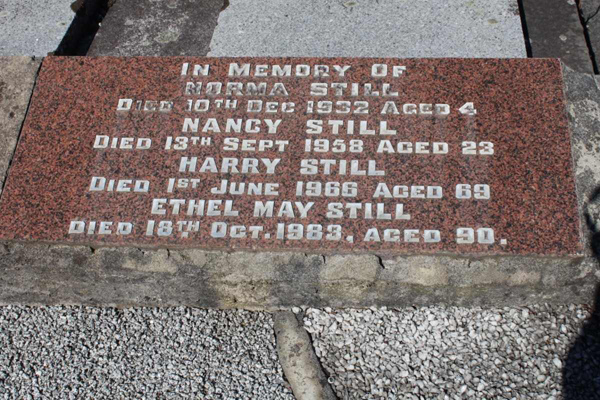 In Memory Of
Norma Still
Died 10th Dec 1932 Aged 4
Nancy Still
Died 13th Sept 1958 Aged 23
Harry Still
Died 1st June 1966 Aged 69
Ethel May Still
Died 18th Oct. 1983, Aged 90.